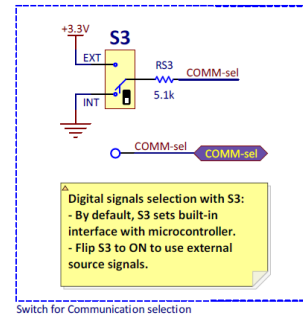 +3.3V
S3
EXT
RS3
COMM-sel
INT
5.1k
COMM-sel
COMM-sel
Digital signals selection with S3:
- By default, S3 sets built-in
interface with microcontroller.
- Flip S3 to ON to use external
source signals.
Switch for Communication selection